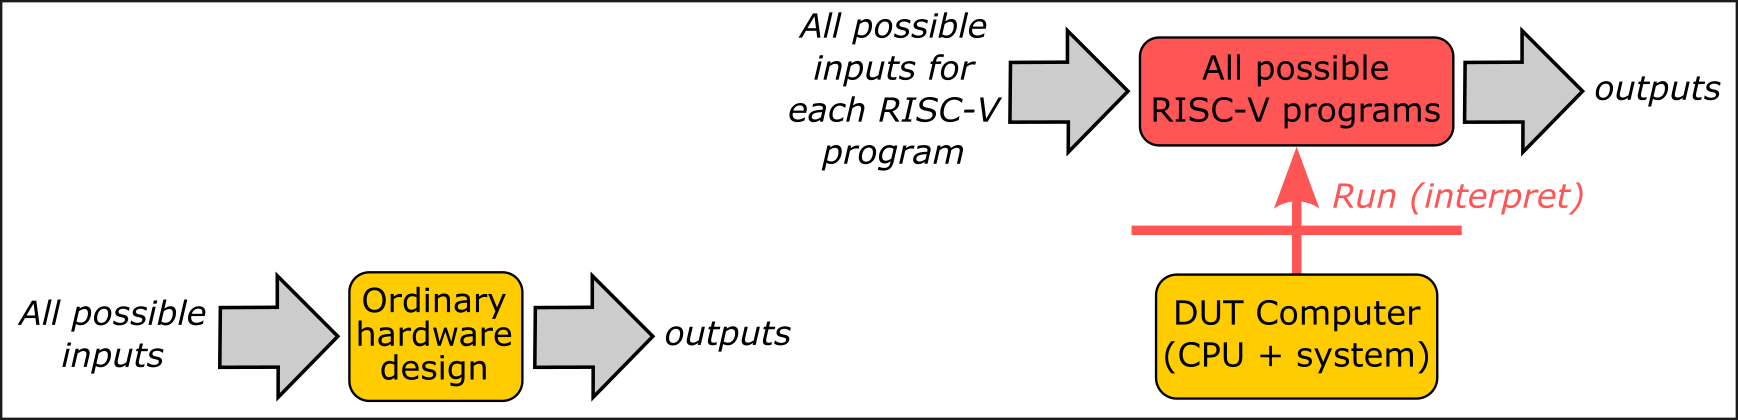 All possible
inputs
Ordinary
hardware
design
outputs
All possible
inputs for
each RISC-V
program
All possible
RISC-V programs
outputs
Run (interpret)
DUT Computer
(CPU + system)